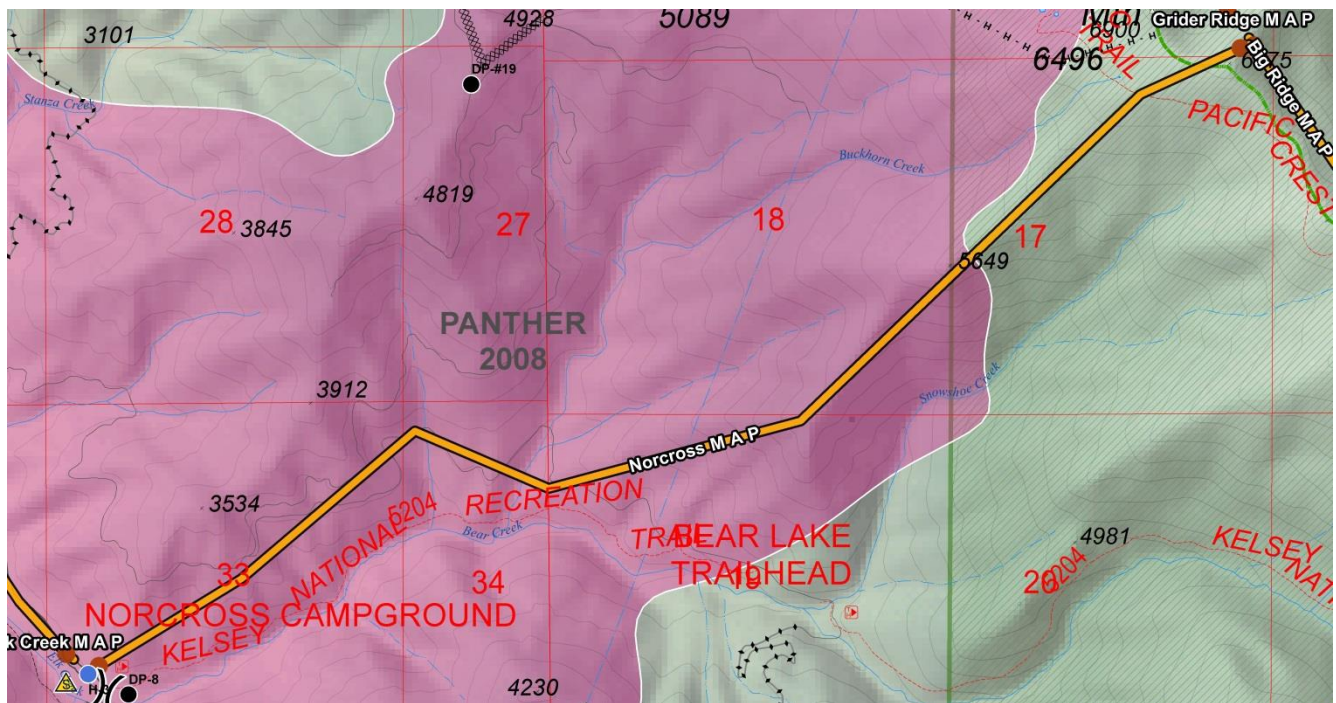 4928
5089
Grider Ridge M A P
3101
6900
TRAIL
6496
Big Ridge M A P
DP-#19
Stanza Creek
PACIFIC
CREST
Buckhorn Creek
4819
28
3845
27
18
17
5649
PANTHER
2008
3912
Snowshoe Creek
Norcross M A P
3534
5204
RECREATION
NATIONAL
Bear Creek
TRAIL
BEAR LAKE
TRAILHEAD
4981
KELSEY
33
34
19
20
5204
NORCROSS CAMPGROUND
KELSEY
k Creek M A P
DP-8
4230